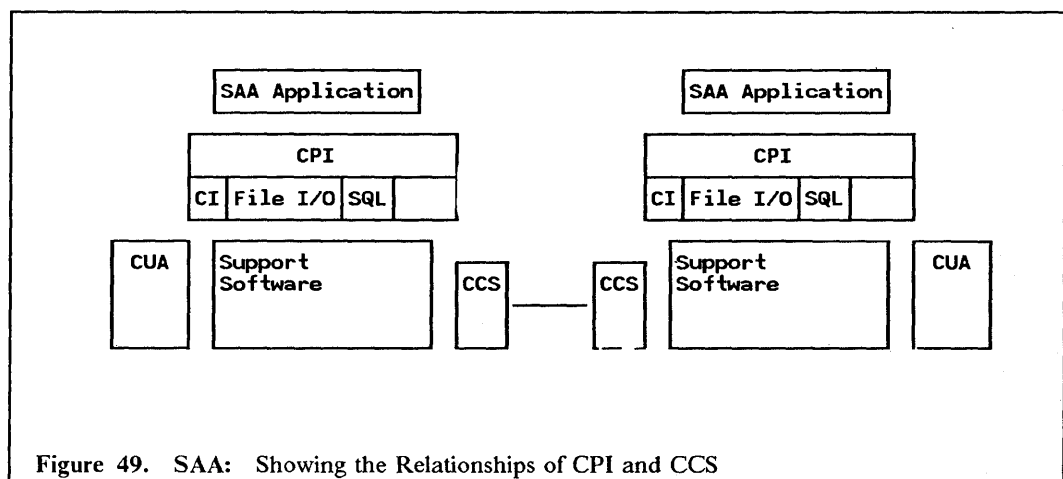 SAA Application SAA Application
CPI CPI
CI File I/O SQL CI File I/O SQL
CUA Support Software CCS CCS Support Software CUA
Figure 49. SAA: Showing the Relationships of CPI and CCS